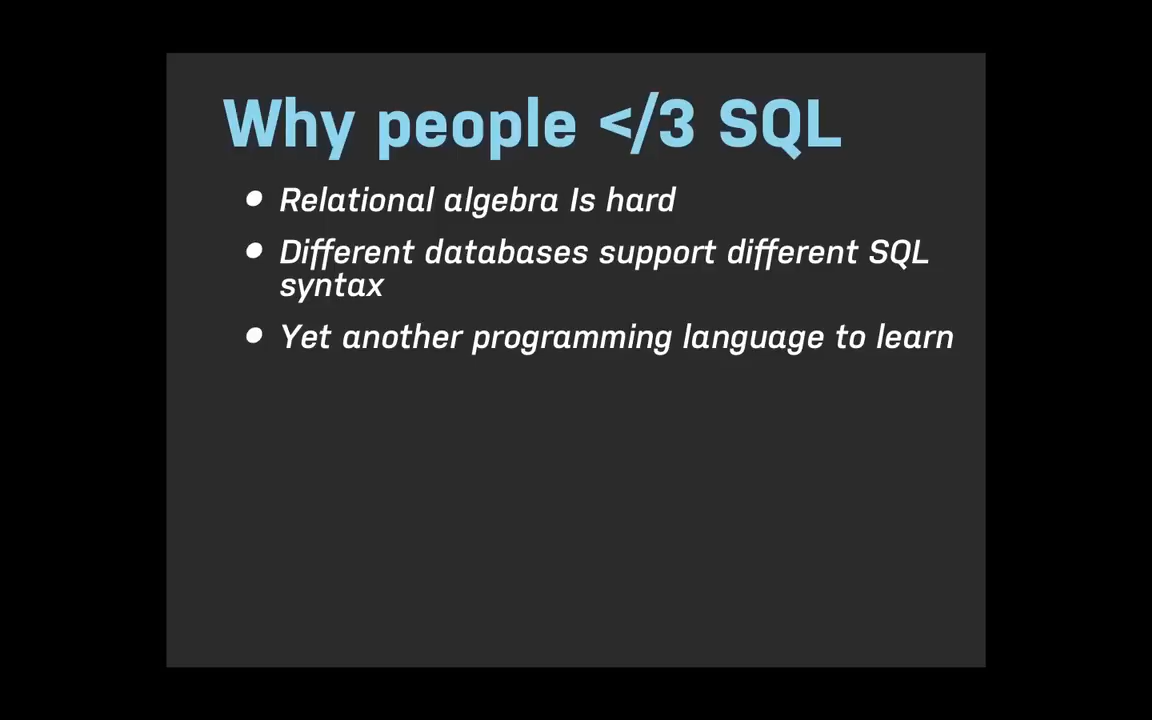 Why people </3 SQL
• Relational algebra Is hard
• Different databases support different SQL
syntax
• Yet another programming language to learn